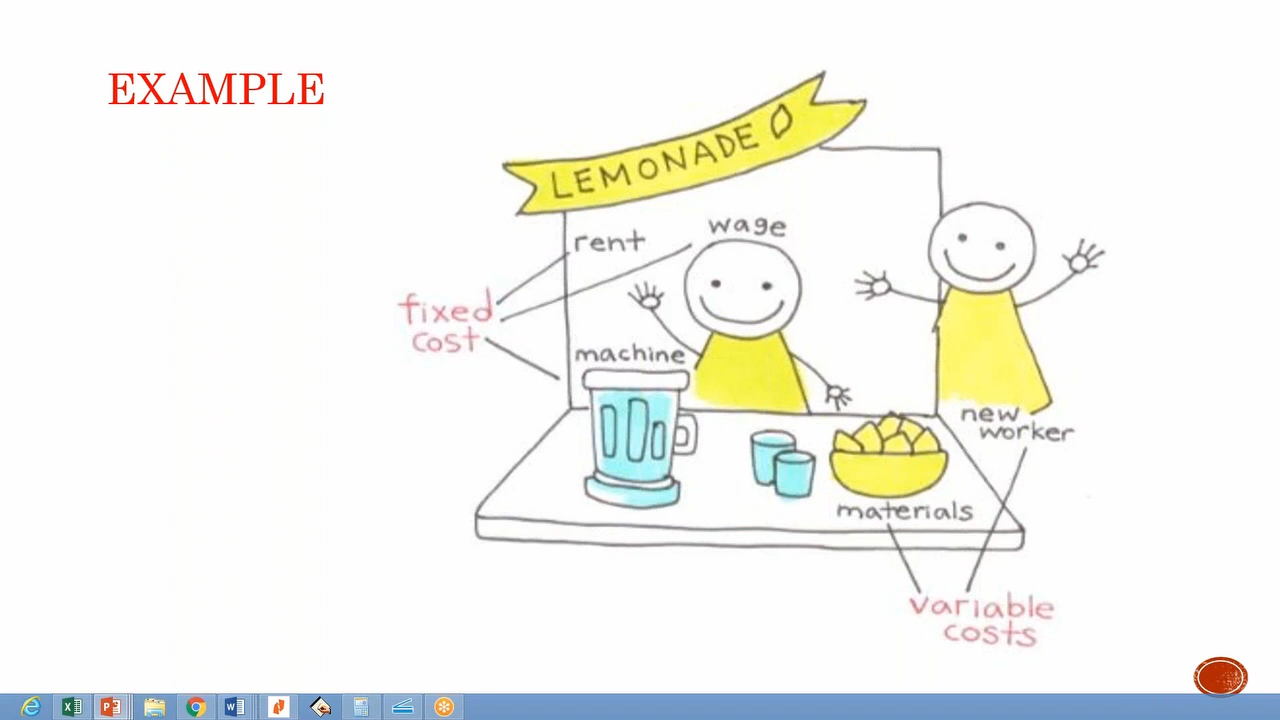 EXAMPLE
LEMONADE
wage
rent
fixed
cost
machine
new
worker
materials
variable
costs